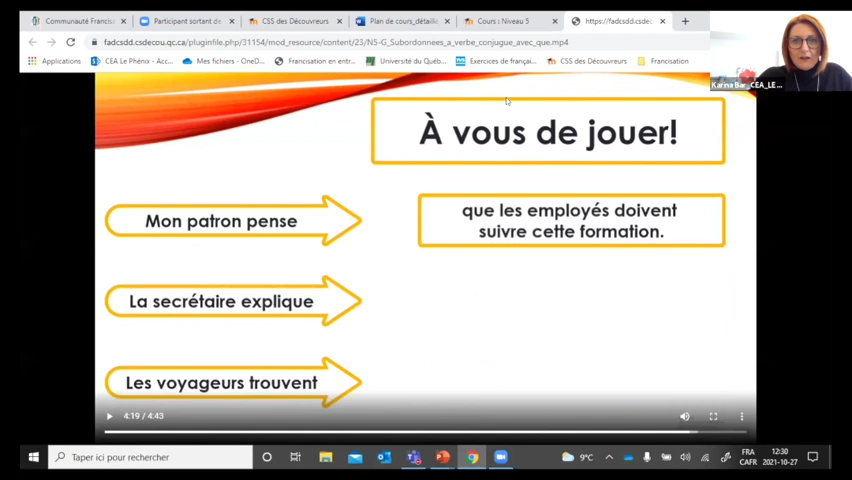 Communauté Francisa
Participant sortant de
CSS des Découvreurs
Plan de cours_détaillé
Cours : Niveau 5
https://fadcsdd.csdec
fadcsdd.csdecou.qc.ca/pluginfile.php/31154/mod_resource/content/23/N5-G_Subordonnees_a_verbe_conjugue_avec_que.mp4
Applications
CEA Le Phénix - Acc...
Mes fichiers - OneD...
Francisation en entr...
Université du Québ...
Exercices de françai...
CSS des Découvreurs
Francisation
Karina Bar_CEA_LE ...
À vous de jouer!
Mon patron pense
que les employés doivent
suivre cette formation.
La secrétaire explique
Les voyageurs trouvent
4:19 / 4:43
Taper ici pour rechercher
9°C
FRA
CAFR
12:30
2021-10-27